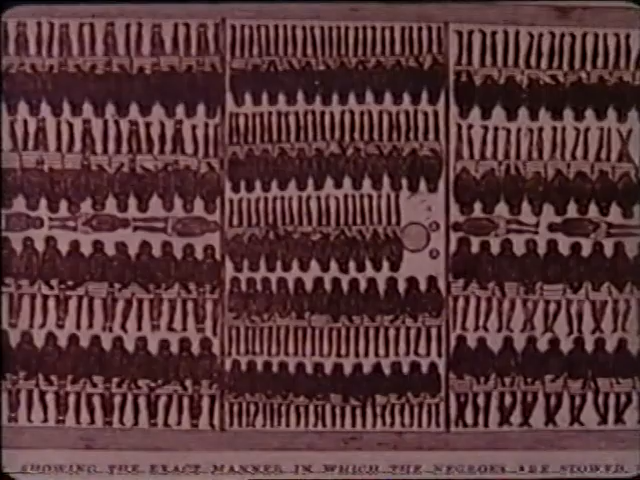 SHOWING THE EXACT MANNER IN WHICH THE NEGROES ARE STOWED.